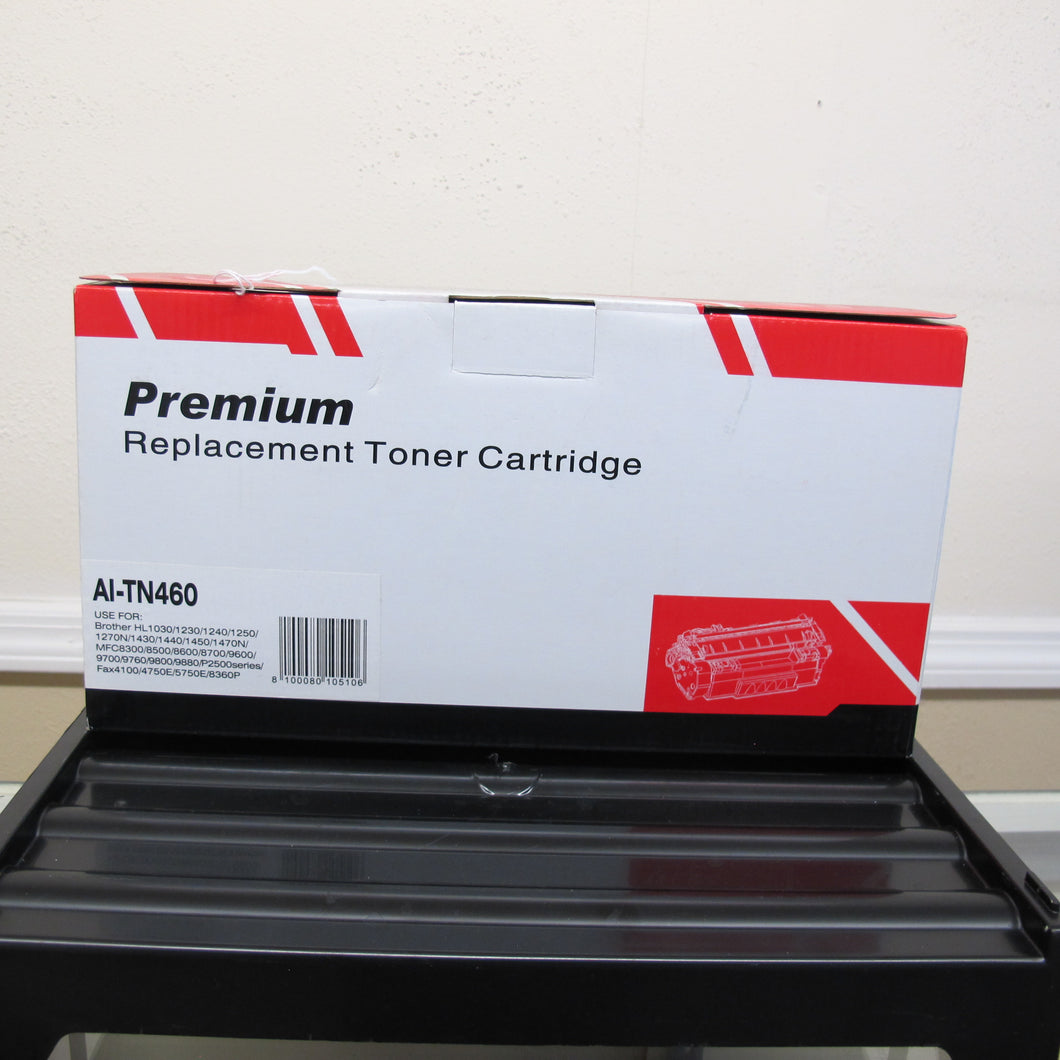 Premium
Replacement Toner Cartridge
AI-TN460
USE FOR:
Brother HL1030/1230/1240/1250/
1270N/1430/1440/1450/1470N/
MFC8300/8500/8600/8700/9600/
9700/9760/9800/9880/P2500series/
Fax4100/4750E/5750E/8360P
8 100080 105106